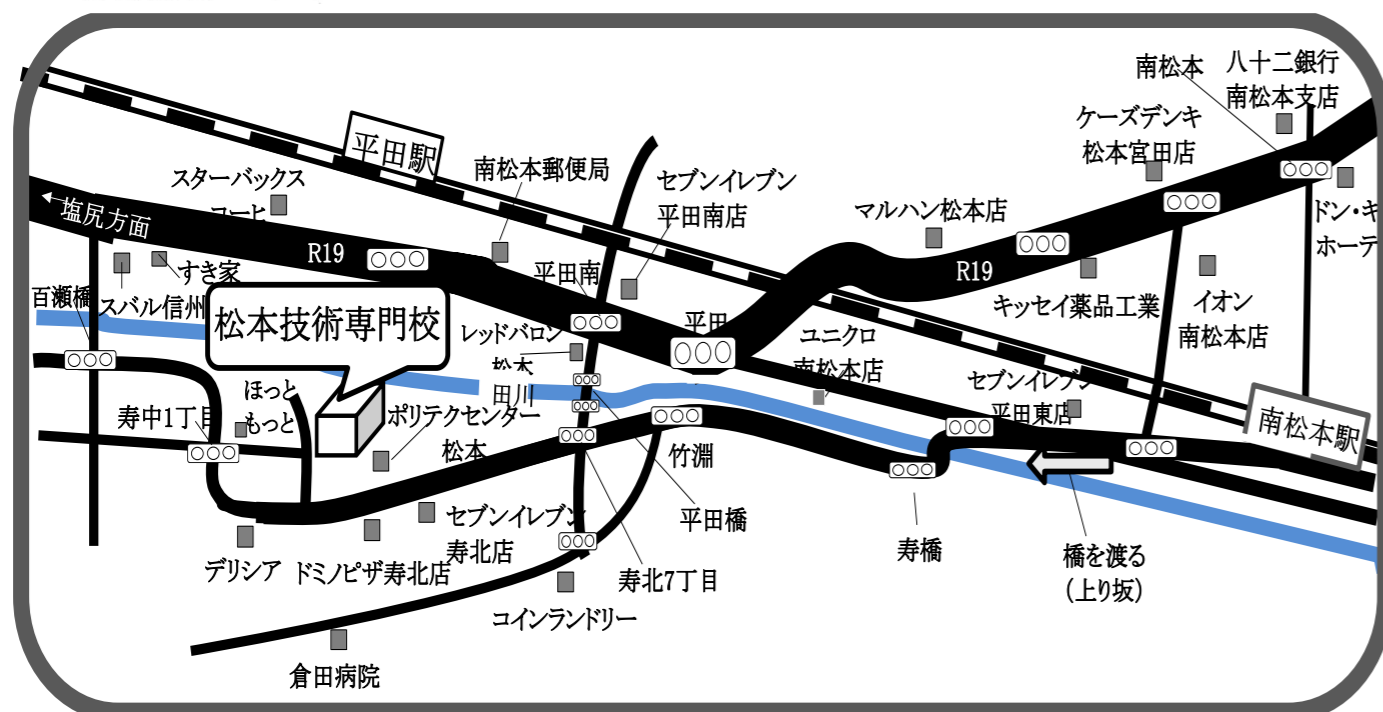 南松本
八十二銀行
南松本支店
ケーズデンキ
松本宮田店
平田駅
南松本郵便局
セブンイレブン
平田南店
スターバックス
マルハン松本店
ドン・キ
ホーテ
←塩尻方面
R19
R19
平田南
すき家
スバル信州
百瀬橋
キッセイ薬品工業
イオン
南松本店
松本技術専門校
レッドバロン
松本
田川
平田
ユニクロ
南松本店
セブンイレブン
平田東店
南松本駅
ほっと
もっと
寿中1丁目
ポリテクセンター
松本
竹淵
平田橋
セブンイレブン
寿北店
寿橋
橋を渡る
(上り坂)
デリシア
ドミノピザ寿北店
寿北7丁目
コインランドリー
倉田病院